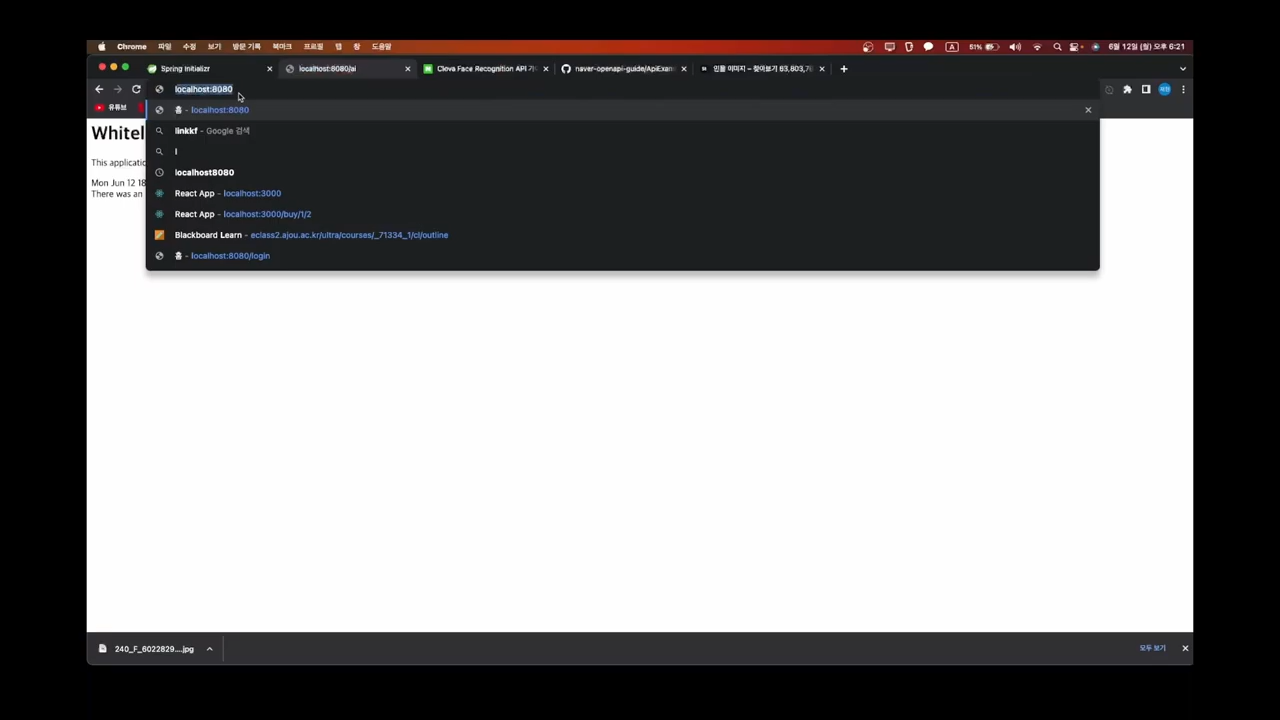 Chrome 파일 수정 보기 방문 기록 북마크 프로필 탭 창 도움말 A 51% 6월 12일 (월) 오후 6:21
Spring Initializr localhost:8080/ai Clova Face Recognition API 가 naver-openapi-guide/ApiExam 인물 이미지 – 찾아보기 63,803,7
localhost:8080
유튜브
홈 - localhost:8080
linkkf - Google 검색
l
localhost8080
React App - localhost:3000
React App - localhost:3000/buy/1/2
Blackboard Learn - eclass2.ajou.ac.kr/ultra/courses/_71334_1/cl/outline
홈 - localhost:8080/login
Whitel
This applicatio
Mon Jun 12 18
There was an
240_F_6022829....jpg
모두 보기